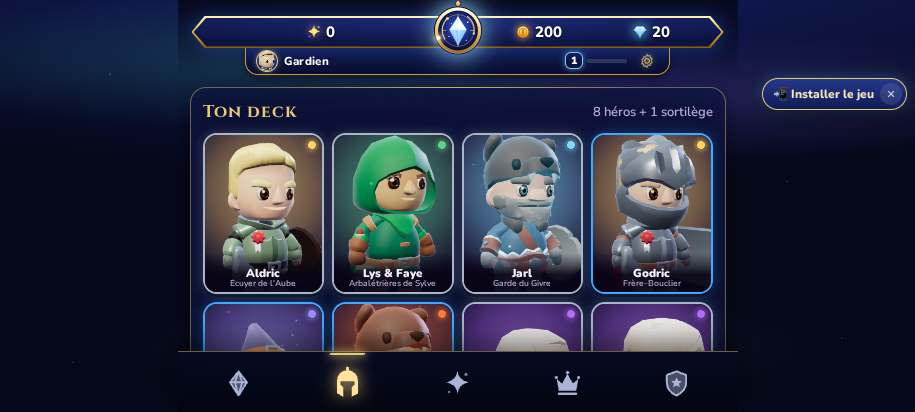 0
200
20
Gardien
1
Installer le jeu
TON DECK
8 héros + 1 sortilège
Aldric
Écuyer de l'Aube
Lys & Faye
Arbalétrières de Sylve
Jarl
Garde du Givre
Godric
Frère-Bouclier